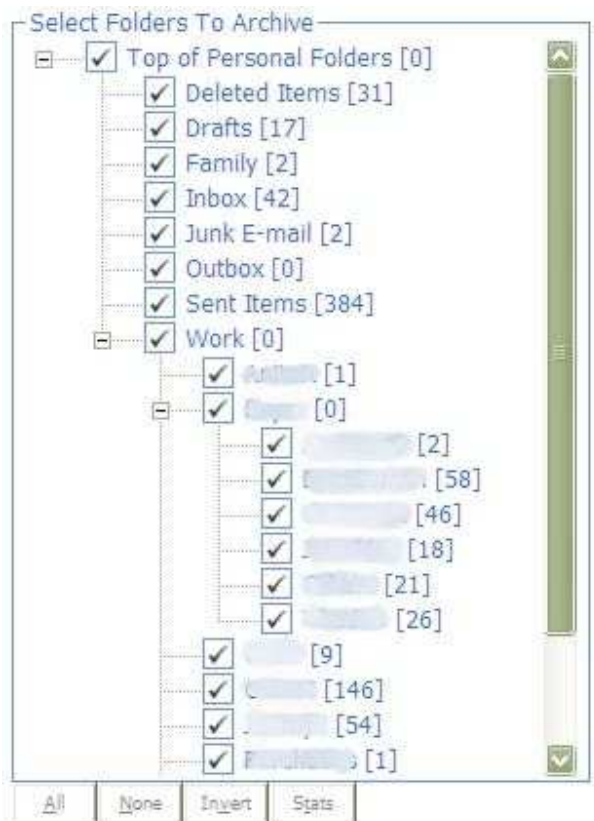 Select Folders To Archive
Top of Personal Folders [0]
Deleted Items [31]
Drafts [17]
Family [2]
Inbox [42]
Junk E-mail [2]
Outbox [0]
Sent Items [384]
Work [0]
[1]
[0]
[2]
[58]
[46]
[18]
[21]
[26]
[9]
[146]
[54]
[1]
All None Invert Stats